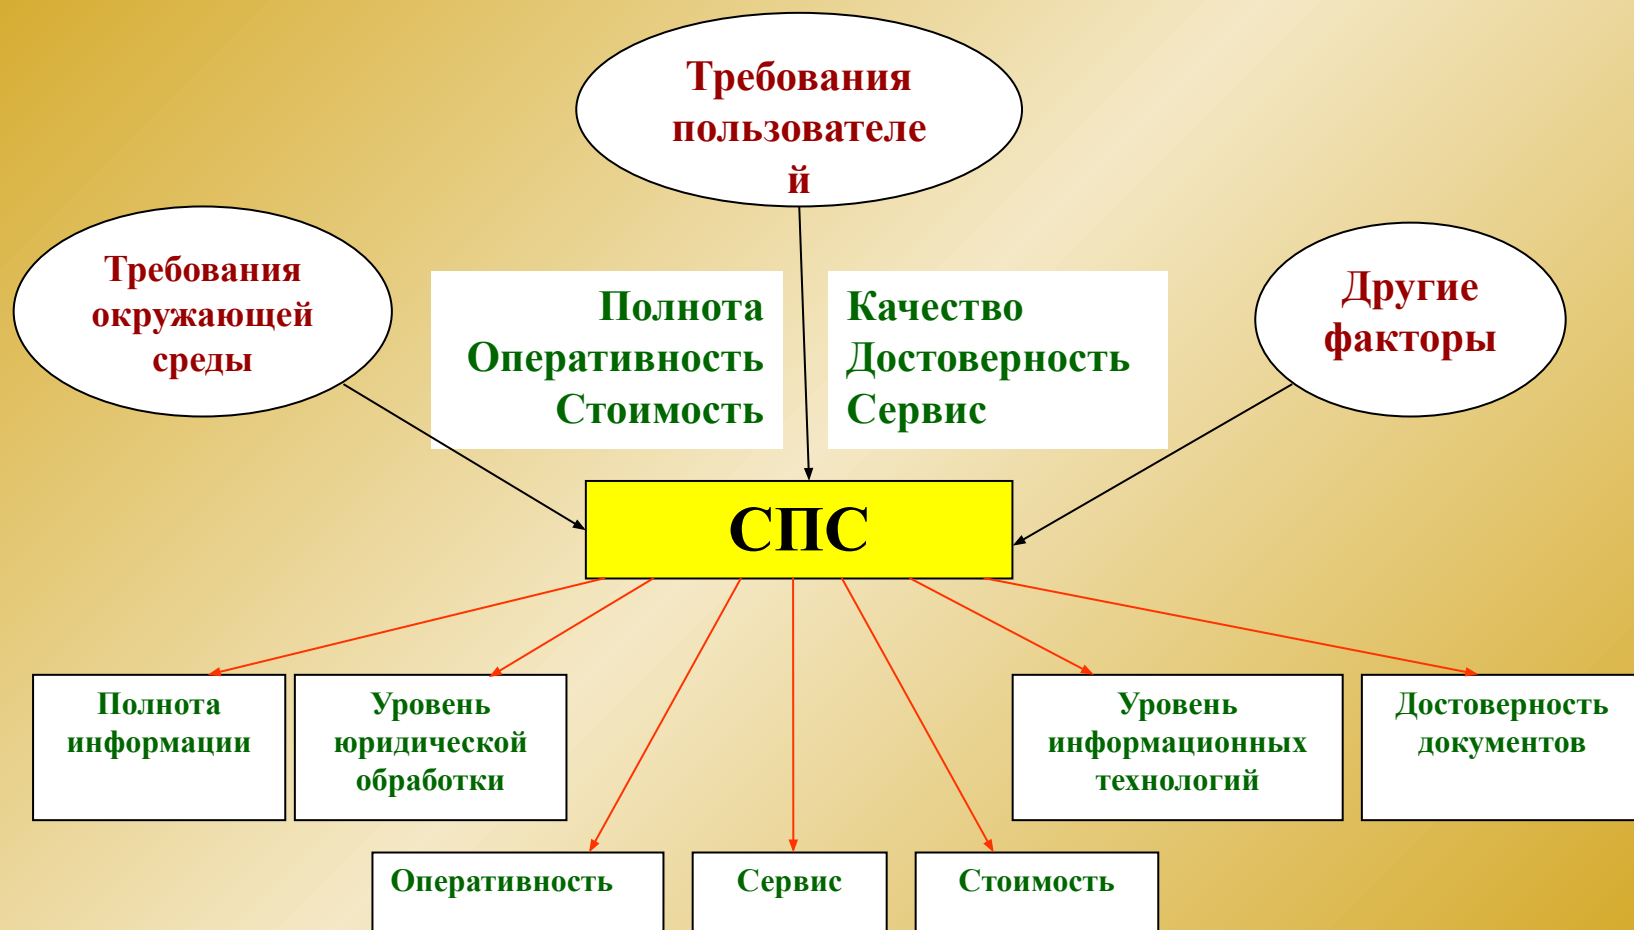 Требования
пользователе
й
Требования
окружающей
среды
Полнота
Оперативность
Стоимость
Качество
Достоверность
Сервис
Другие
факторы
СПС
Полнота
информации
Уровень
юридической
обработки
Уровень
информационных
технологий
Достоверность
документов
Оперативность
Сервис
Стоимость